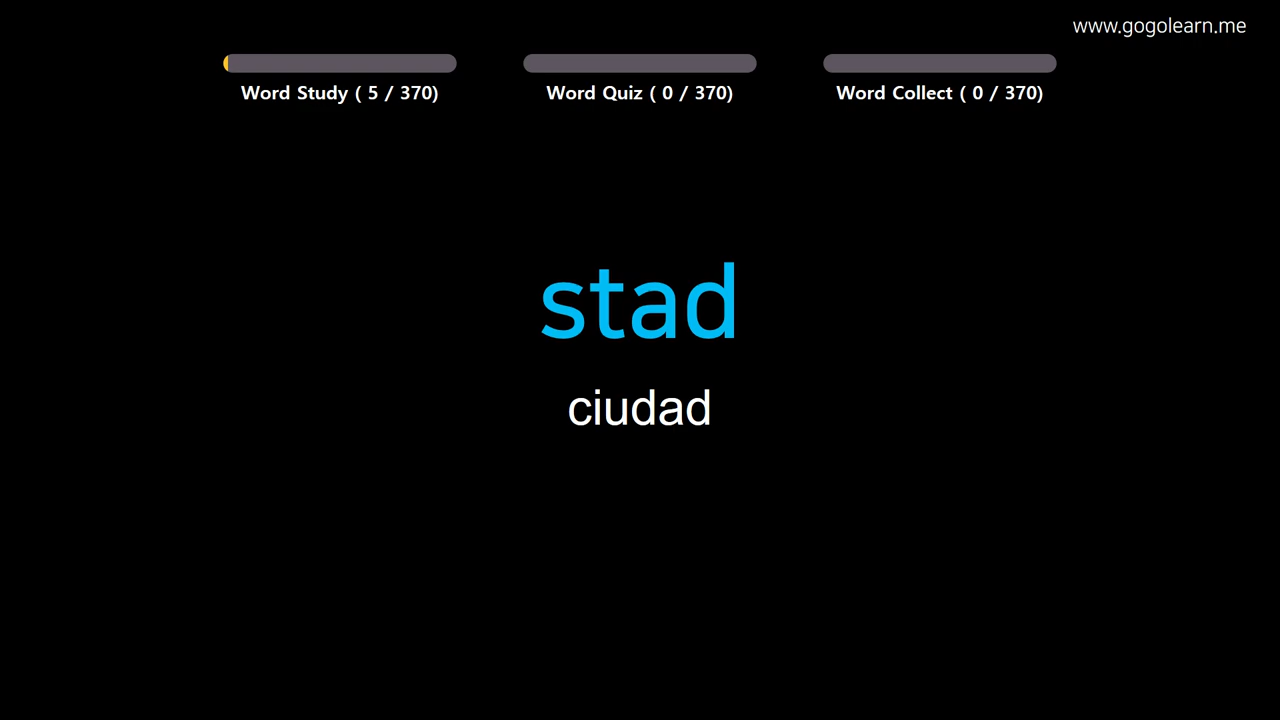 www.gogolearn.me
Word Study ( 5 / 370)
Word Quiz ( 0 / 370)
Word Collect ( 0 / 370)
stad
ciudad